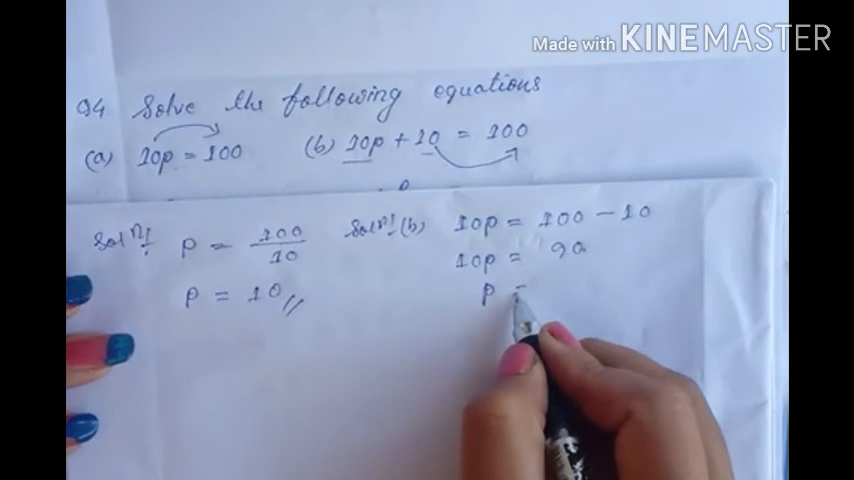 Made with KINEMASTER
Q4. Solve the following equations
(a) 10p = 100 (b) 10p + 10 = 100
Solⁿ! p = 100/10
p = 10 //
Solⁿ! (b) 10p = 100 - 10
10p = 90
p =